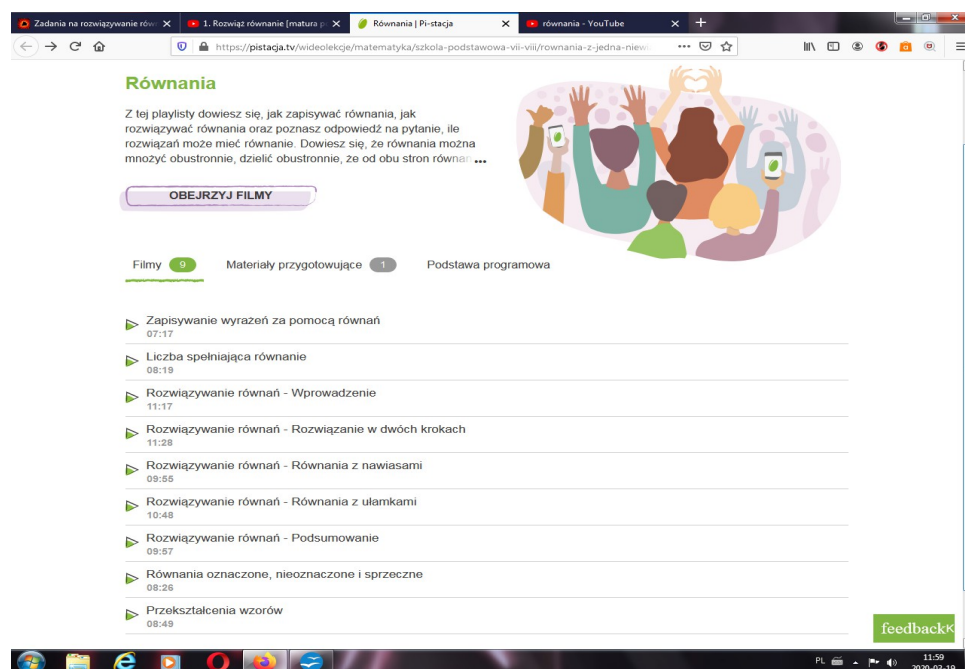 Zadania na rozwiązywanie równ
1. Rozwiąż równanie [matura p
Równania | Pi-stacja
równania - YouTube
https://pistacja.tv/wideolekcje/matematyka/szkola-podstawowa-vii-viii/rownania-z-jedna-niew
Równania
Z tej playlisty dowiesz się, jak zapisywać równania, jak
rozwiązywać równania oraz poznasz odpowiedź na pytanie, ile
rozwiązań może mieć równanie. Dowiesz się, że równania można
mnożyć obustronnie, dzielić obustronnie, że od obu stron równan ...
OBEJRZYJ FILMY
Filmy 9 Materiały przygotowujące 1 Podstawa programowa
Zapisywanie wyrażeń za pomocą równań
07:17
Liczba spełniająca równanie
08:19
Rozwiązywanie równań - Wprowadzenie
11:17
Rozwiązywanie równań - Rozwiązanie w dwóch krokach
11:28
Rozwiązywanie równań - Równania z nawiasami
09:55
Rozwiązywanie równań - Równania z ułamkami
10:48
Rozwiązywanie równań - Podsumowanie
09:57
Równania oznaczone, nieoznaczone i sprzeczne
08:26
Przekształcenia wzorów
08:49
feedbackK
PL 11:59
2020-03-19